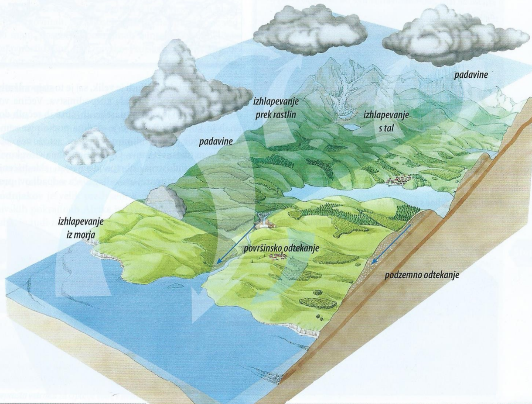 padavine
izhlapevanje
prek rastlin
izhlapevanje
s tal
padavine
izhlapevanje
iz morja
površinsko odtekanje
podzemno odtekanje